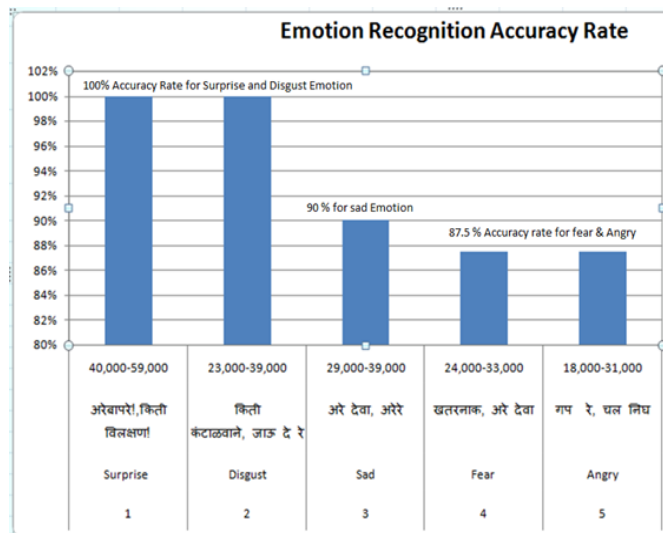 Emotion Recognition Accuracy Rate
102%
100% Accuracy Rate for Surprise and Disgust Emotion
100%
98%
96%
94%
92%
90 % for sad Emotion
90%
87.5 % Accuracy rate for fear & Angry
88%
86%
84%
82%
80%
40,000-59,000 23,000-39,000 29,000-39,000 24,000-33,000 18,000-31,000
अरेबापरे!,किती किती अरे देवा, अरेरे खतरनाक, अरे देवा गप रे, चल निघ
विलक्षण! कंटाळवाने, जाऊ दे रे
Surprise Disgust Sad Fear Angry
1 2 3 4 5